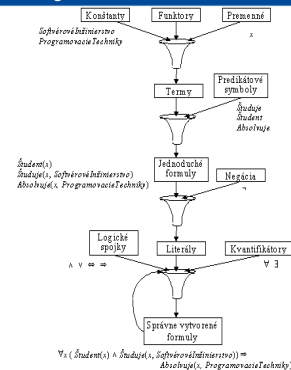 Konštanty Funktory Premenné
SoftvérovéInžinierstvo
ProgramovacieTechniky
x
Termy
Predikátové
symboly
Študuje
Študent
Absolvuje
Študent(x)
Študuje(x, SoftvérovéInžinierstvo)
Absolvuje(x, ProgramovacieTechniky)
Jednoduché
formuly
Negácia
¬
Logické
spojky
∧ ∨ ⇔ ⇒
Literály
Kvantifikátory
∀ ∃
Správne vytvorené
formuly
∀x ( Študent(x) ∧ Študuje(x, SoftvérovéInžinierstvo)) ⇒
Absolvuje(x, ProgramovacieTechniky)